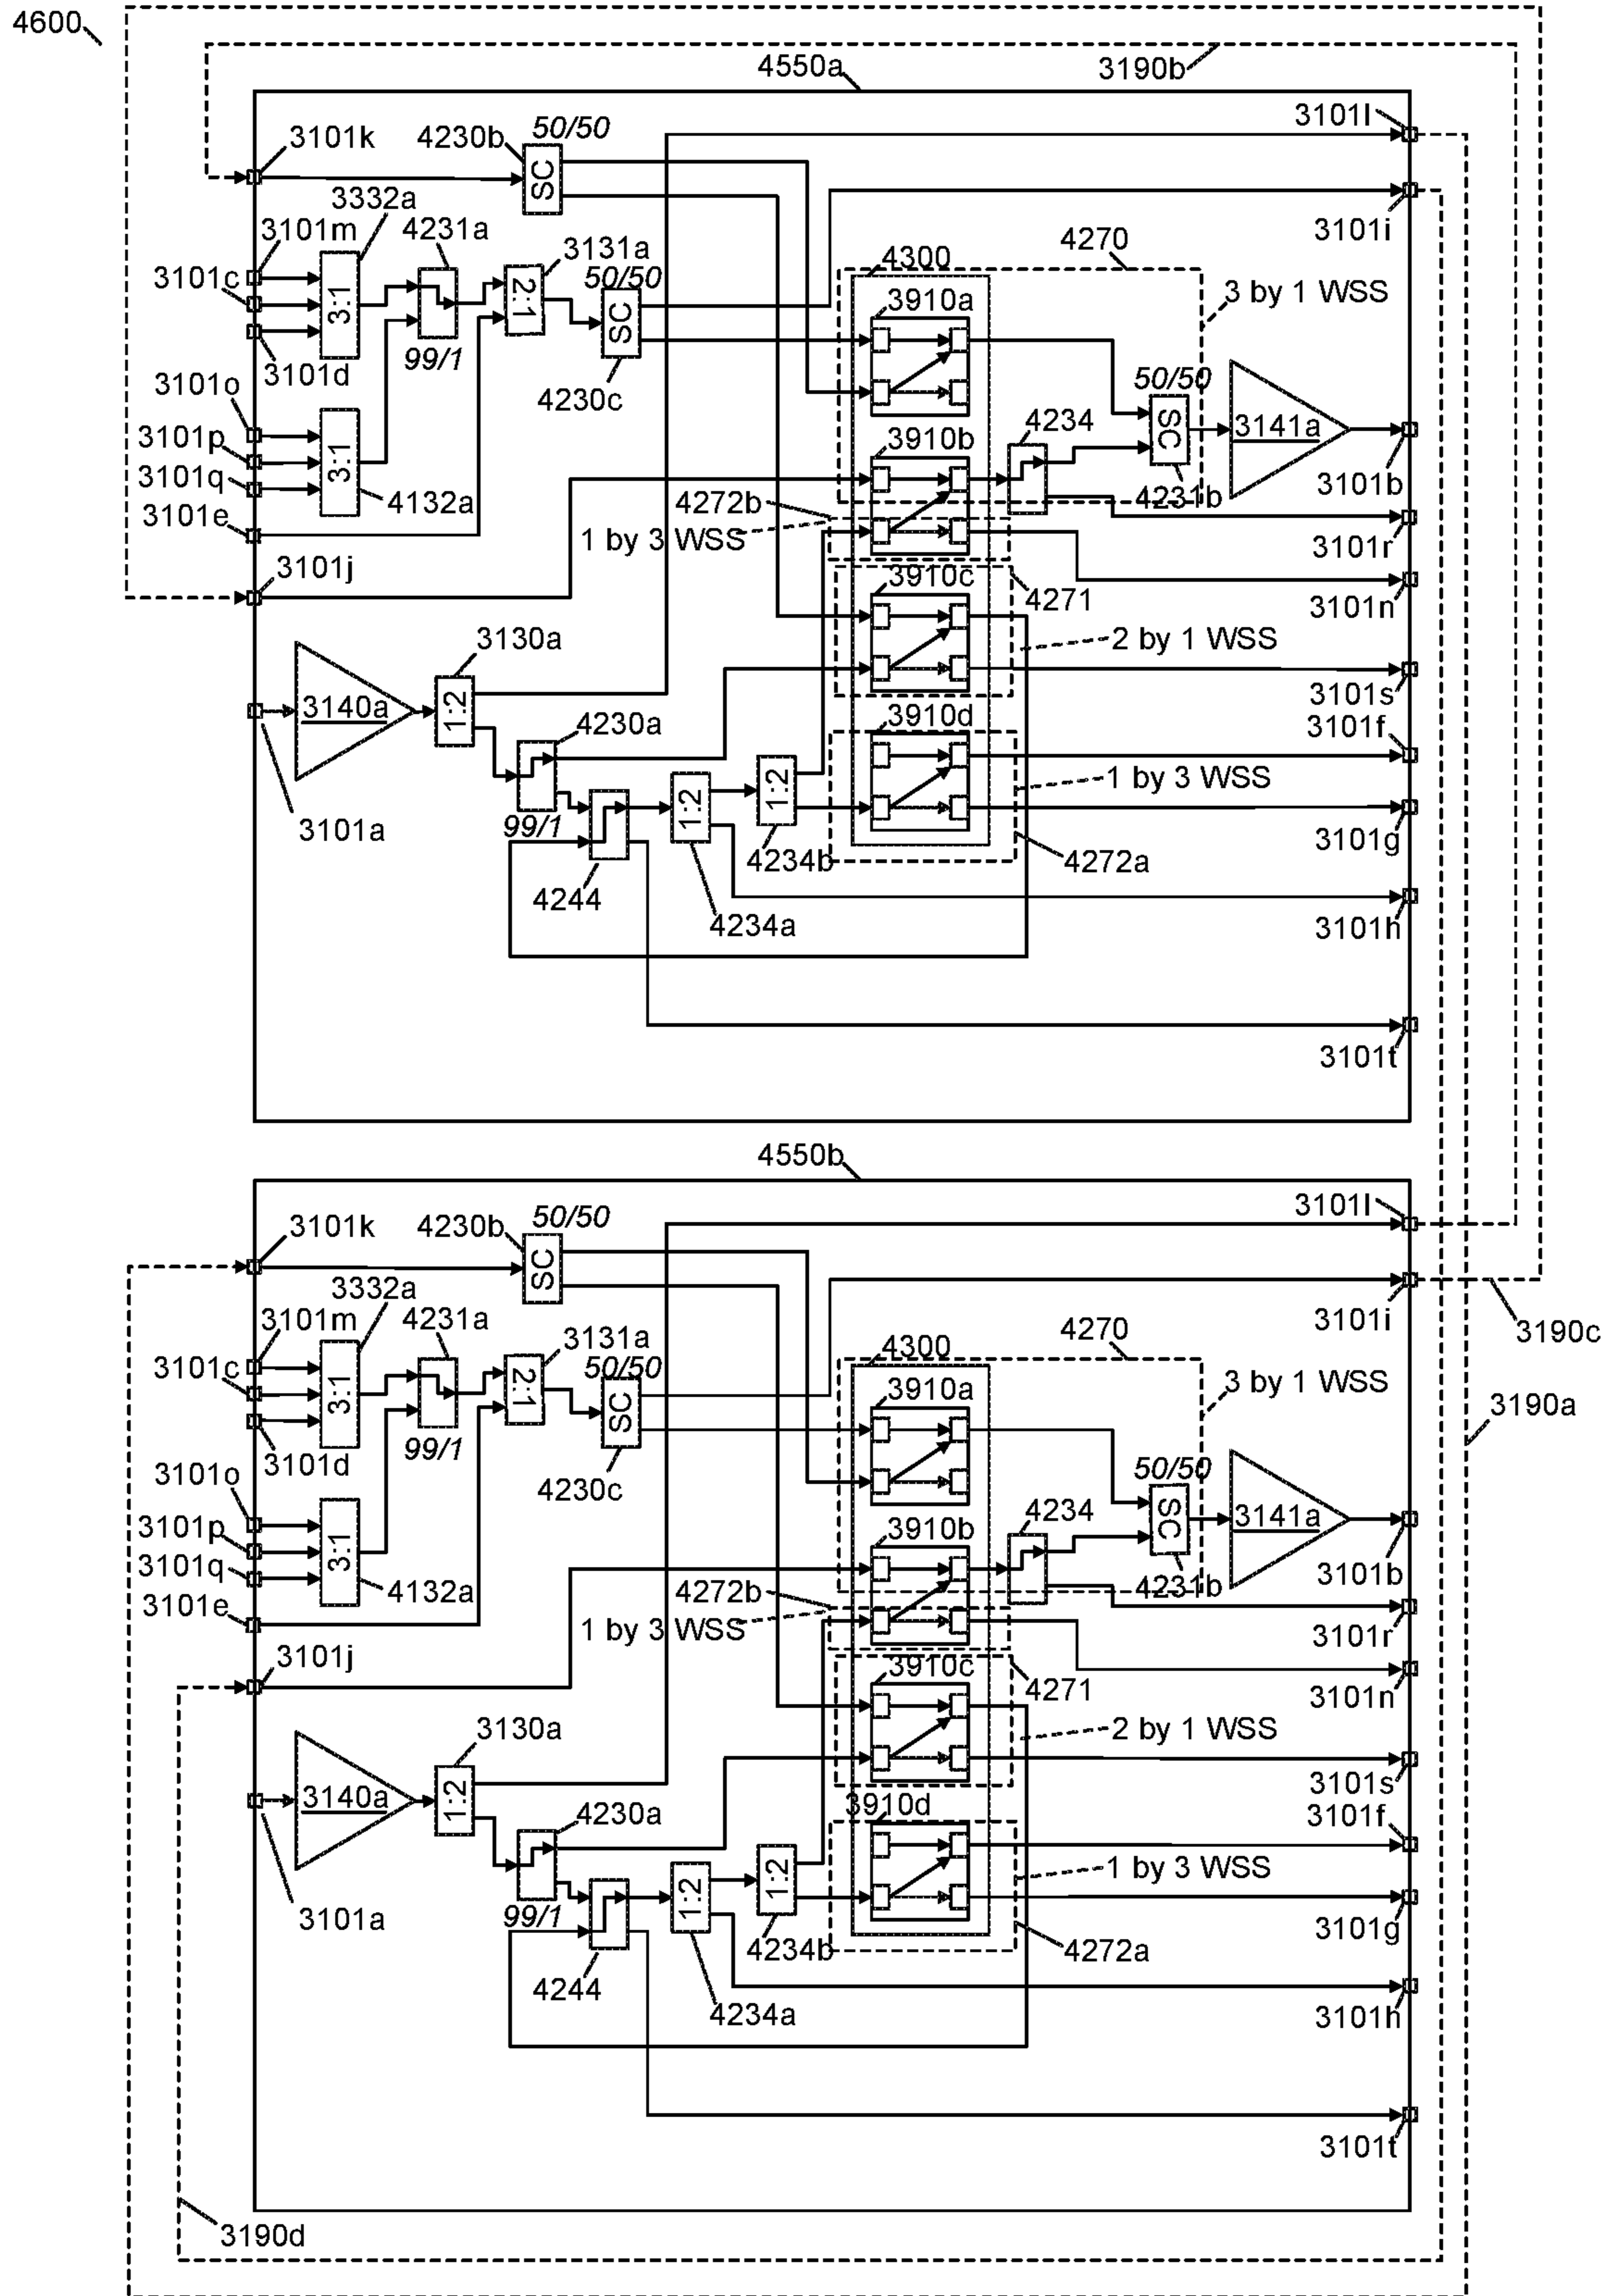 4600
3190b
4550a
3101l
3101k
4230b
50/50
SC
3101i
3332a
3101m
4231a
3131a
4270
3101c
3:1
2:1
50/50
SC
4300
3 by 1 WSS
3910a
3101d
99/1
4230c
3101o
50/50
SC
3101p
3:1
3910b
4234
3141a
3101q
4132a
4272b
4231b
3101b
3101e
1 by 3 WSS
3101r
3101j
3910c
4271
3101n
3130a
2 by 1 WSS
3140a
1:2
3101s
3910d
3101f
4230a
1:2
1:2
1 by 3 WSS
3101a
99/1
4234b
3101g
4272a
4244
4234a
3101h
3101t
4550b
3101l
3101k
4230b
50/50
SC
3101i
3190c
3332a
3101m
4231a
3131a
4270
3101c
3:1
2:1
50/50
SC
4300
3 by 1 WSS
3910a
3190a
3101d
99/1
4230c
3101o
50/50
SC
3101p
3:1
3910b
4234
3141a
3101q
4132a
4272b
4231b
3101b
3101e
1 by 3 WSS
3101r
3101j
3910c
4271
3101n
3130a
2 by 1 WSS
3140a
1:2
3101s
3910d
3101f
4230a
1:2
1:2
1 by 3 WSS
3101a
99/1
4234b
3101g
4272a
4244
4234a
3101h
3101t
3190d